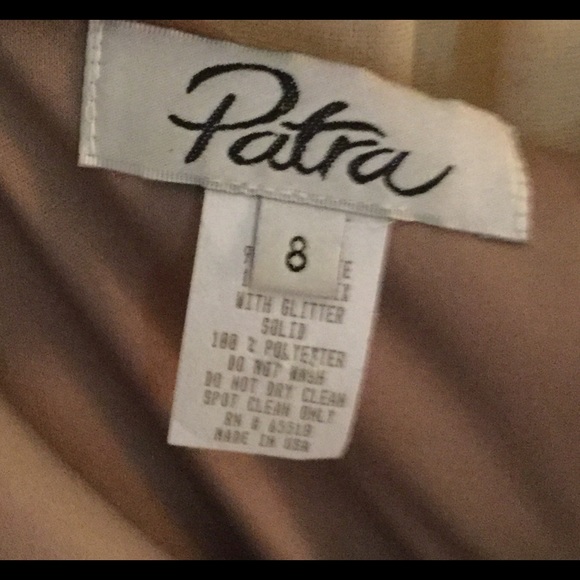 Patra
8
WITH GLITTER
SOLID
100 % POLYESTER
DO NOT WASH
DO NOT DRY CLEAN
SPOT CLEAN ONLY
RN # 65518
MADE IN USA